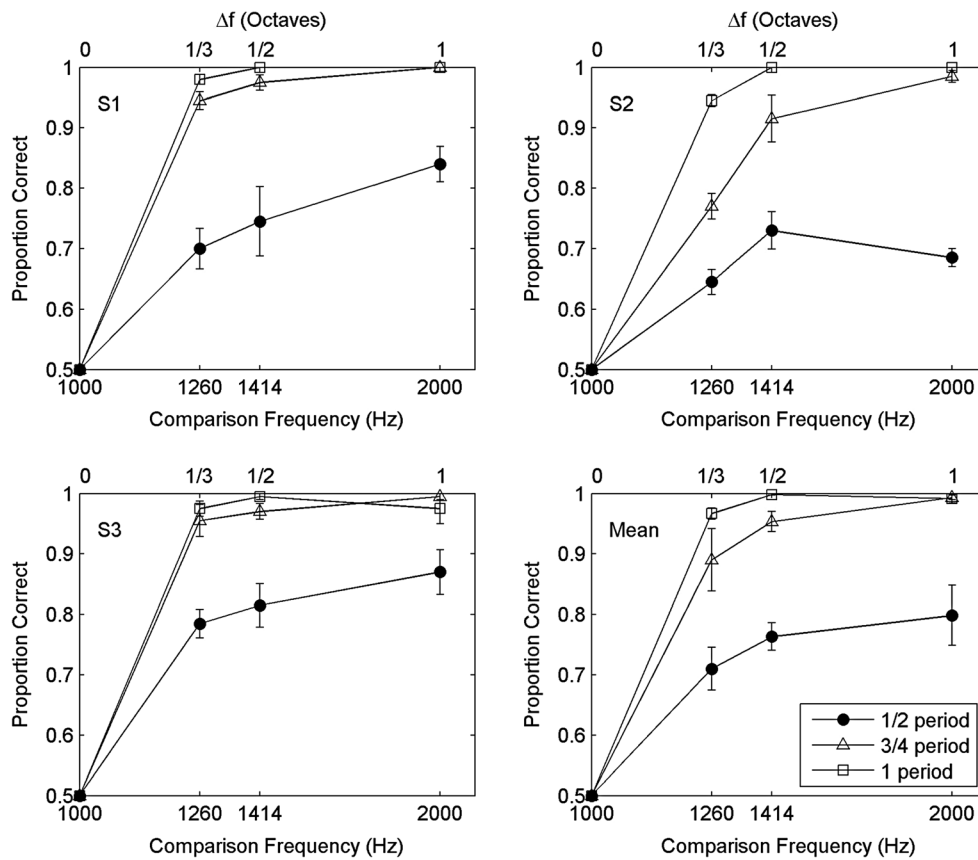 Δf (Octaves)
0 1/3 1/2 1
1
0.9
0.8
0.7
0.6
0.5
Proportion Correct
S1
1000 1260 1414 2000
Comparison Frequency (Hz)
Δf (Octaves)
0 1/3 1/2 1
1
0.9
0.8
0.7
0.6
0.5
Proportion Correct
S2
1000 1260 1414 2000
Comparison Frequency (Hz)
0 1/3 1/2 1
1
0.9
0.8
0.7
0.6
0.5
Proportion Correct
S3
1000 1260 1414 2000
Comparison Frequency (Hz)
0 1/3 1/2 1
1
0.9
0.8
0.7
0.6
0.5
Proportion Correct
Mean
1/2 period
3/4 period
1 period
1000 1260 1414 2000
Comparison Frequency (Hz)